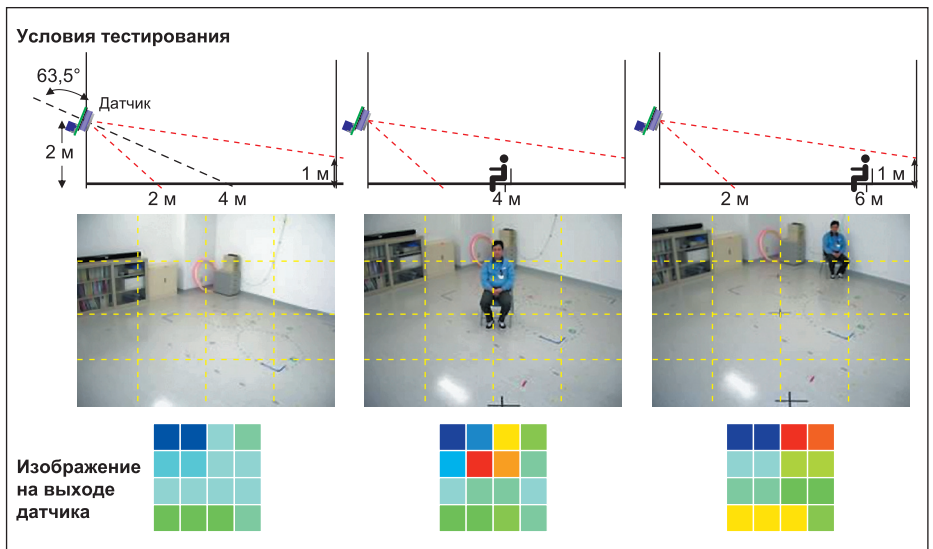 Условия тестирования
63,5°
Датчик
2 м
1 м
2 м
4 м
4 м
1 м
2 м
6 м
Изображение
на выходе
датчика